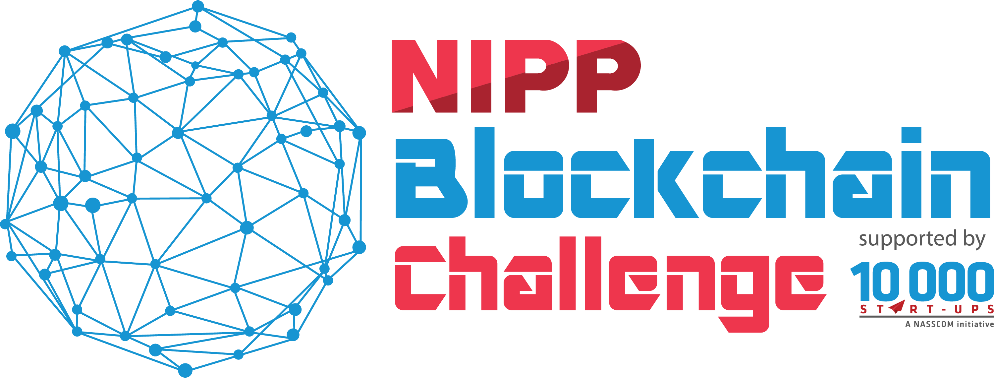 NIPP
Blockchain
Challenge
supported by
10 000
START-UPS
A NASSCOM initiative